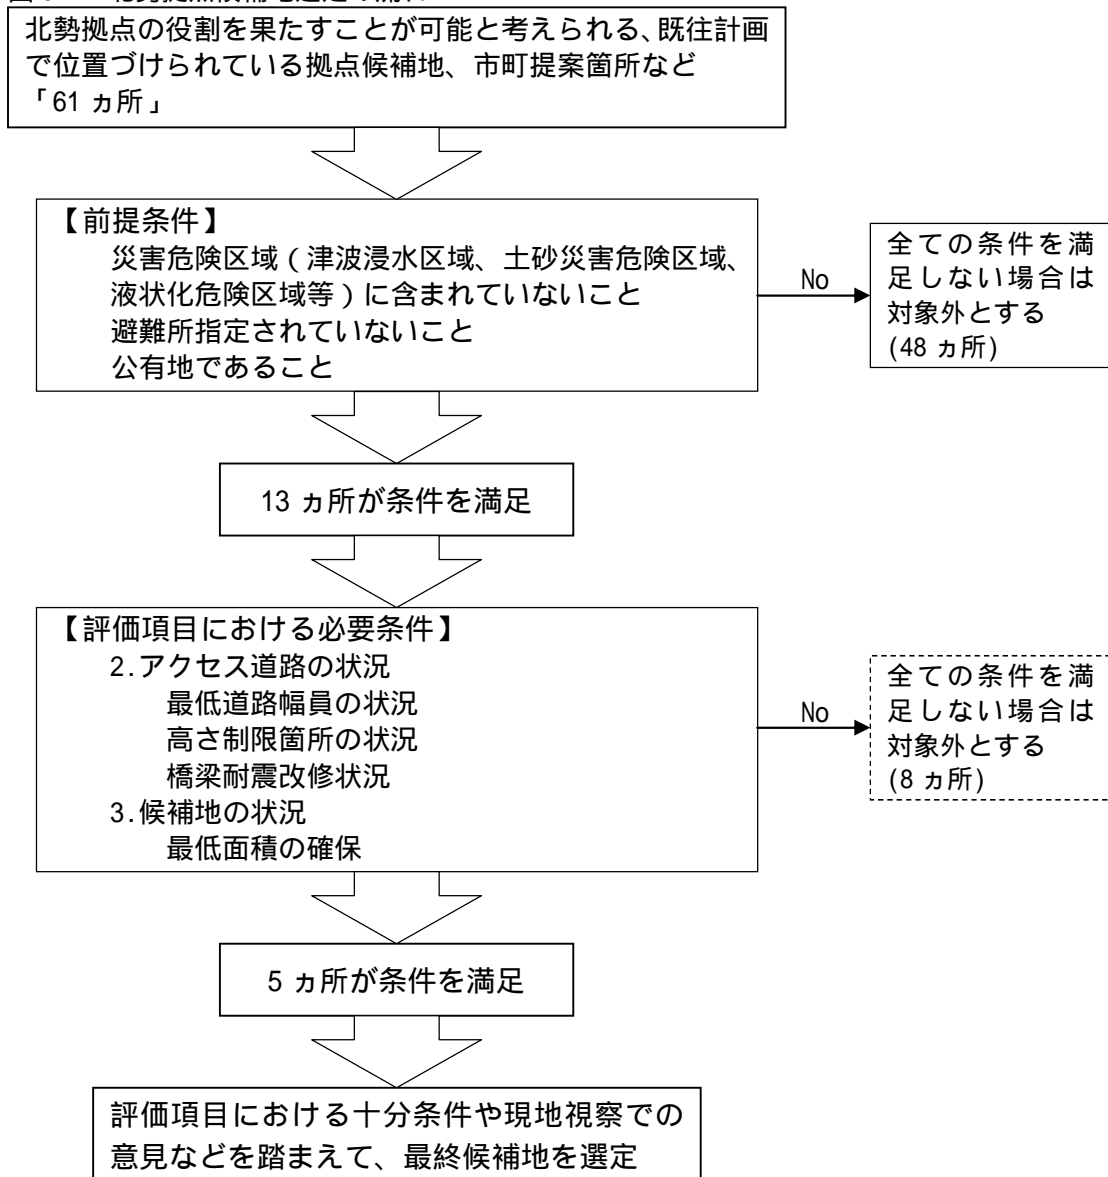 北勢拠点の役割を果たすことが可能と考えられる、既往計画
で位置づけられている拠点候補地、市町提案箇所など
「61 ヵ所」
【前提条件】
災害危険区域（津波浸水区域、土砂災害危険区域、
液状化危険区域等）に含まれていないこと
避難所指定されていないこと
公有地であること
No
全ての条件を満
足しない場合は
対象外とする
(48 ヵ所)
13 ヵ所が条件を満足
【評価項目における必要条件】
2.アクセス道路の状況
最低道路幅員の状況
高さ制限箇所の状況
橋梁耐震改修状況
3.候補地の状況
最低面積の確保
No
全ての条件を満
足しない場合は
対象外とする
(8 ヵ所)
5 ヵ所が条件を満足
評価項目における十分条件や現地視察での
意見などを踏まえて、最終候補地を選定